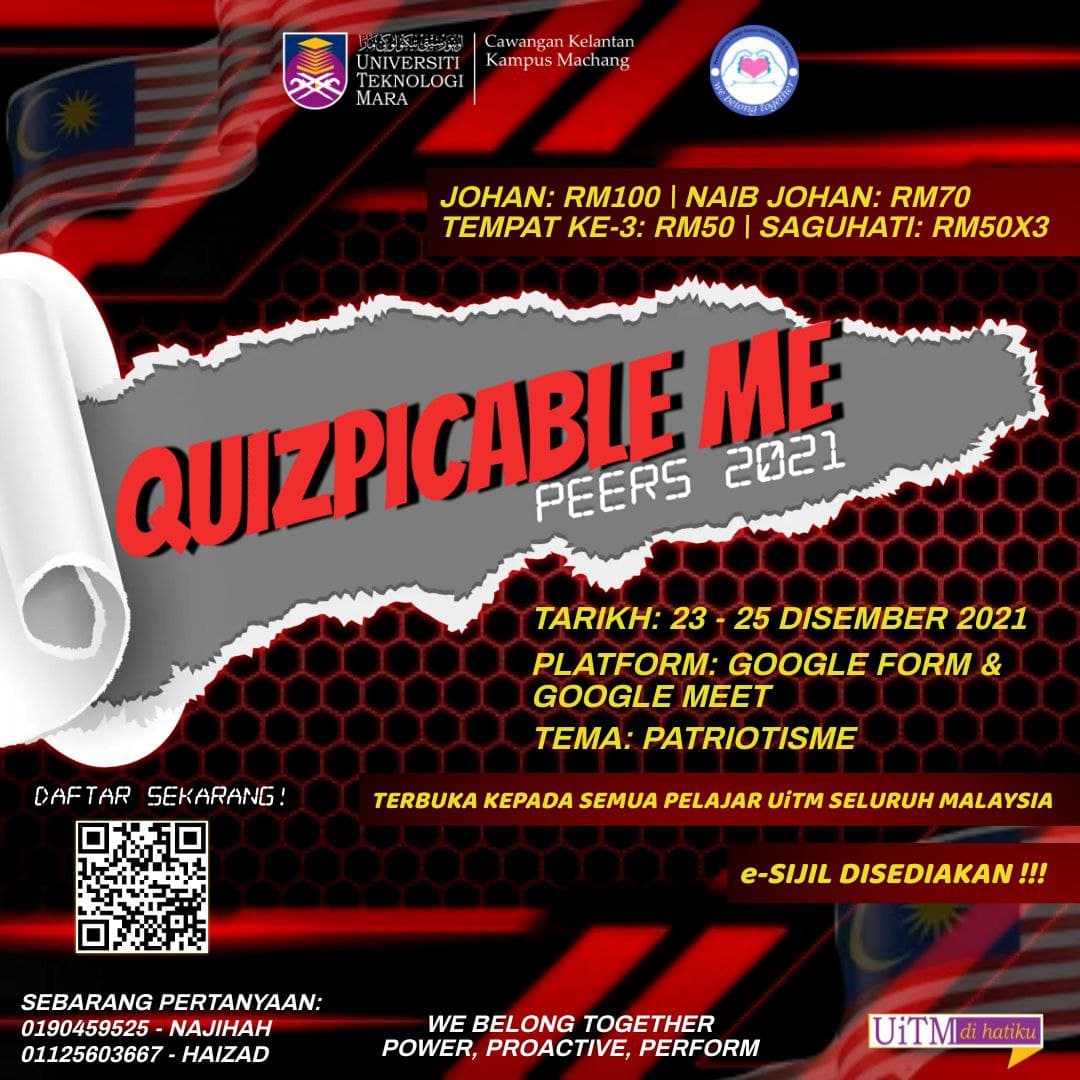 UNIVERSITI
TEKNOLOGI
MARA
Cawangan Kelantan
Kampus Machang
we belong together
JOHAN: RM100 | NAIB JOHAN: RM70
TEMPAT KE-3: RM50 | SAGUHATI: RM50X3
QUIZPICABLE ME
PEERS 2021
TARIKH: 23 - 25 DISEMBER 2021
PLATFORM: GOOGLE FORM &
GOOGLE MEET
TEMA: PATRIOTISME
DAFTAR SEKARANG!
TERBUKA KEPADA SEMUA PELAJAR UiTM SELURUH MALAYSIA
e-SIJIL DISEDIAKAN !!!
SEBARANG PERTANYAAN:
0190459525 - NAJIHAH
01125603667 - HAIZAD
WE BELONG TOGETHER
POWER, PROACTIVE, PERFORM
UiTM di hatiku